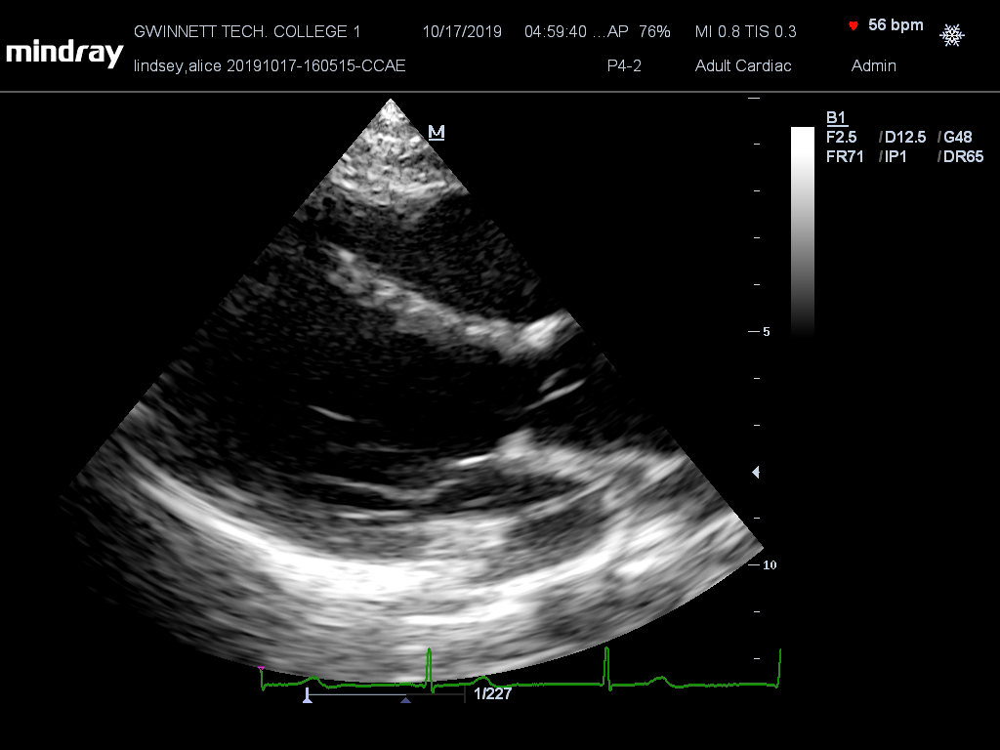 mindray
GWINNETT TECH. COLLEGE 1 10/17/2019 04:59:40 ...AP 76% MI 0.8 TIS 0.3 56 bpm
lindsey,alice 20191017-160515-CCAE P4-2 Adult Cardiac Admin
M
B1
F2.5 /D12.5 /G48
FR71 /IP1 /DR65
5
10
1/227